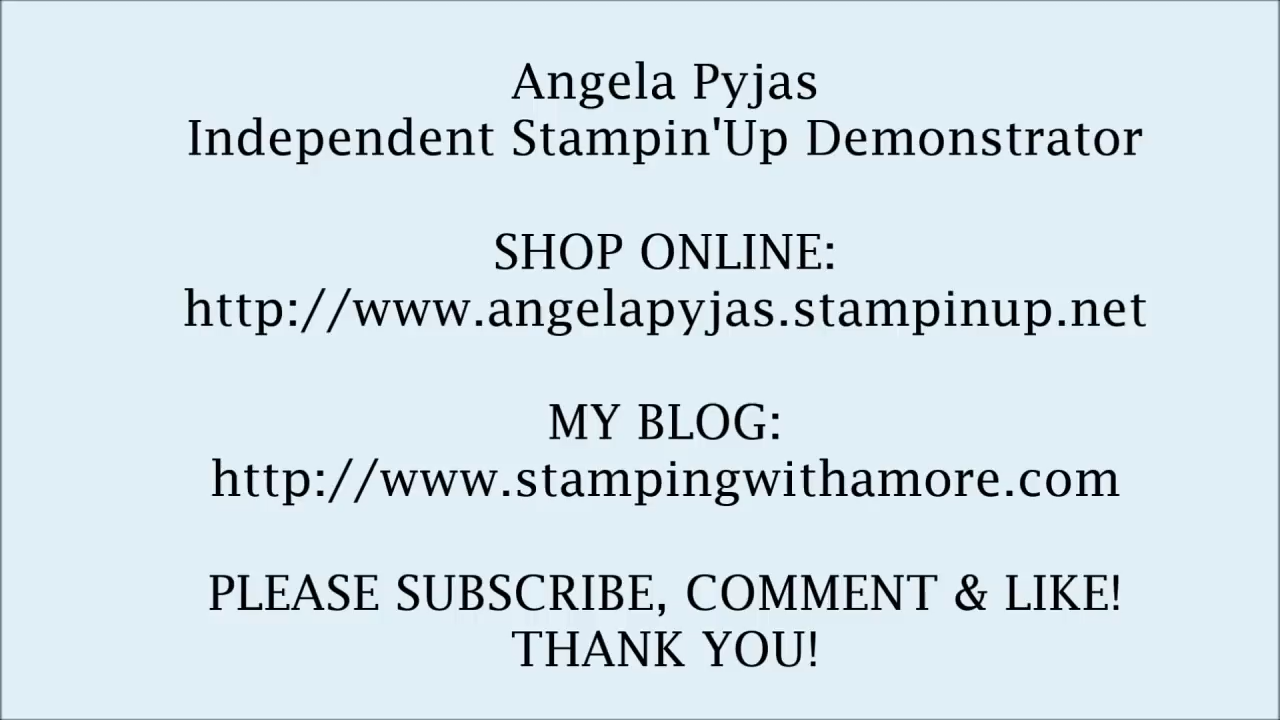 Angela Pyjas
Independent Stampin'Up Demonstrator
SHOP ONLINE:
http://www.angelapyjas.stampinup.net
MY BLOG:
http://www.stampingwithamore.com
PLEASE SUBSCRIBE, COMMENT & LIKE!
THANK YOU!